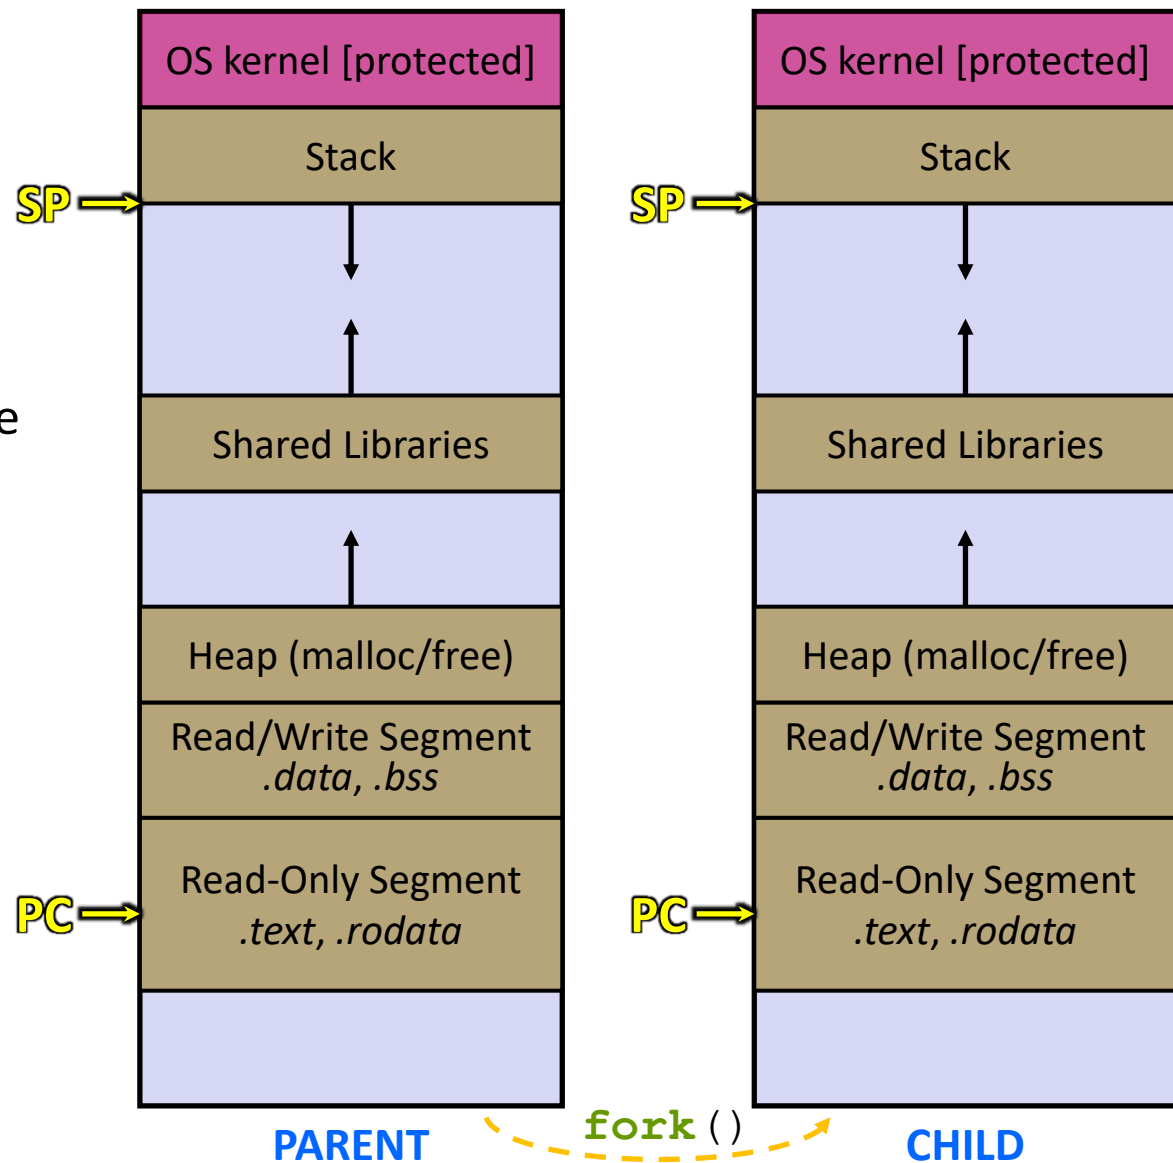 OS kernel [protected]
OS kernel [protected]
Stack
Stack
SP
SP
e
Shared Libraries
Shared Libraries
Heap (malloc/free)
Heap (malloc/free)
Read/Write Segment
.data, .bss
Read/Write Segment
.data, .bss
Read-Only Segment
.text, .rodata
Read-Only Segment
.text, .rodata
PC
PC
fork()
PARENT
CHILD